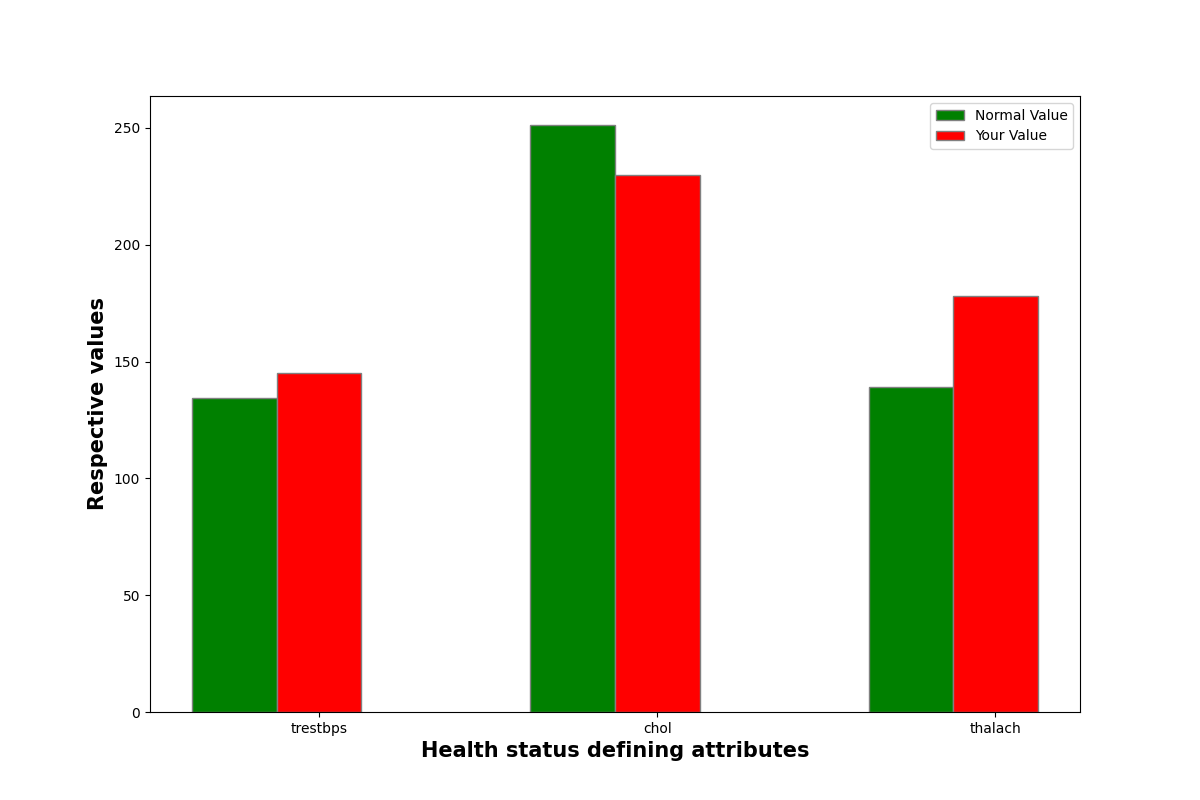 Normal Value
Your Value
250
200
150
100
50
0
Respective values
trestbps chol thalach
Health status defining attributes